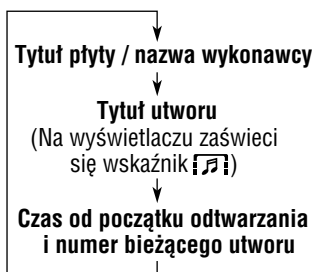 Tytuł płyty / nazwa wykonawcy
Tytuł utworu
(Na wyświetlaczu zaświeci
się wskaźnik)
Czas od początku odtwarzania
i numer bieżącego utworu